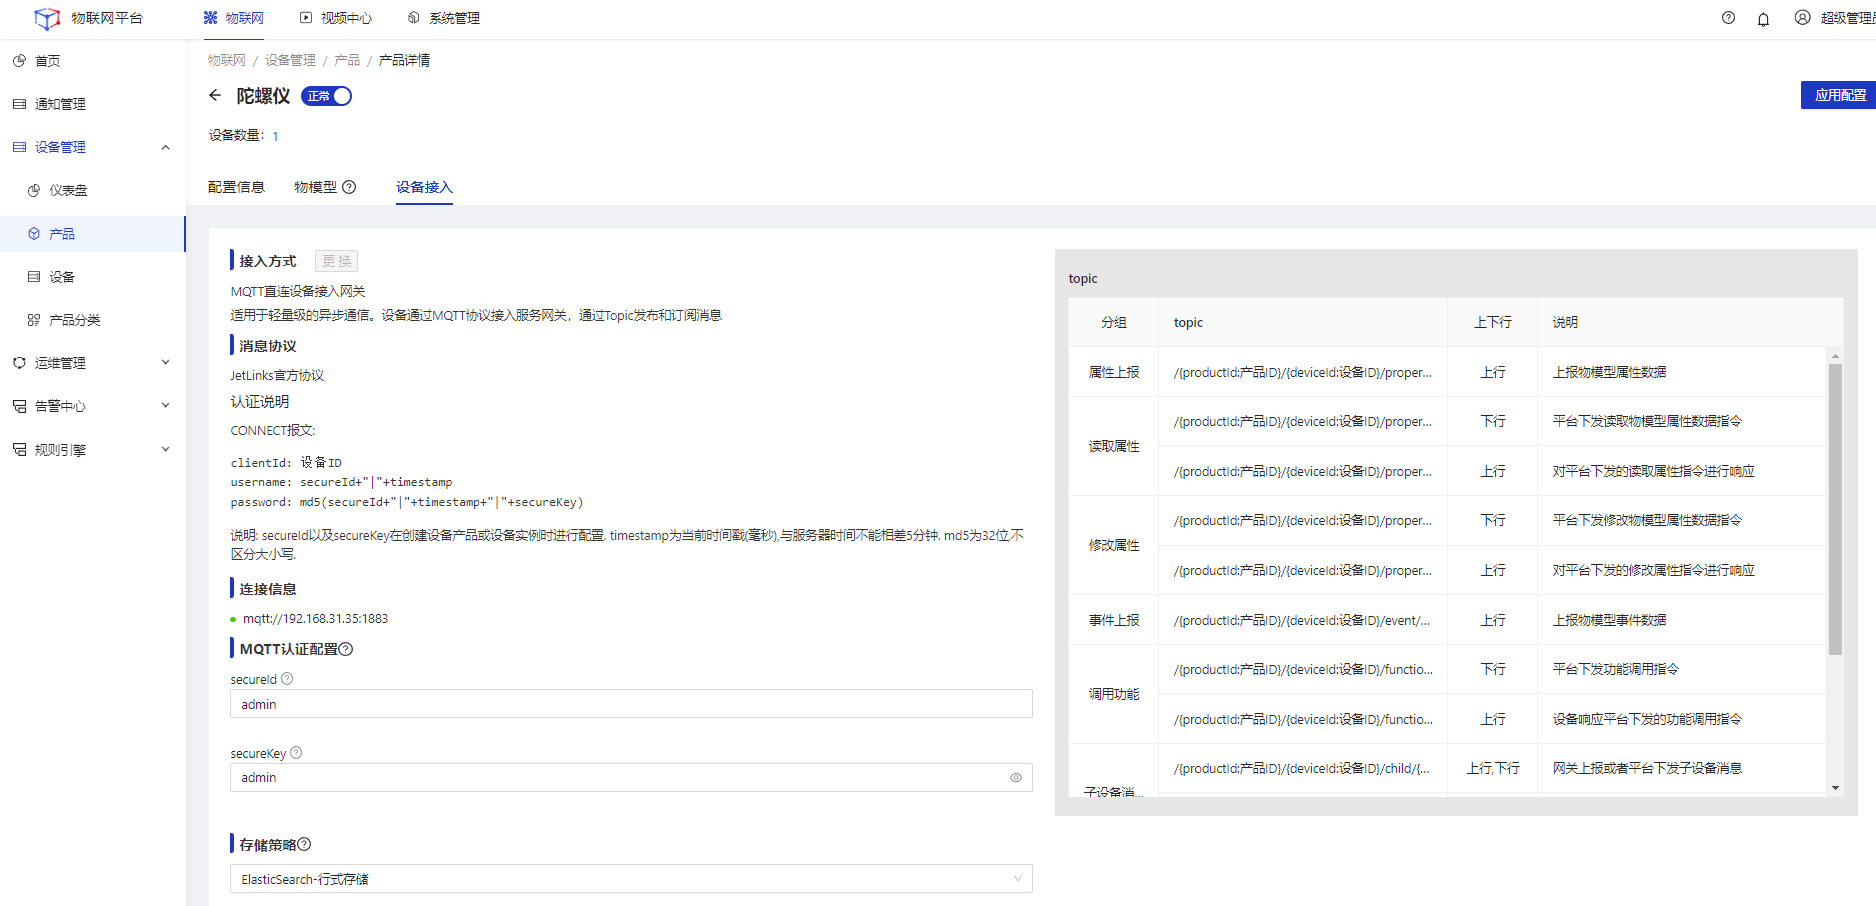 物联网平台
物联网
视频中心
系统管理
超级管理员
首页
通知管理
设备管理
仪表盘
产品
设备
产品分类
运维管理
告警中心
规则引擎
物联网 / 设备管理 / 产品 / 产品详情
陀螺仪 正常
应用配置
设备数量: 1
配置信息 物模型 设备接入
接入方式 更换
MQTT直连设备接入网关
适用于轻量级的异步通信。设备通过MQTT协议接入服务网关，通过Topic发布和订阅消息
消息协议
JetLinks官方协议
认证说明
CONNECT报文:
clientId: 设备ID
username: secureId+"|"+timestamp
password: md5(secureId+"|"+timestamp+"|"+secureKey)
说明: secureId以及secureKey在创建设备产品或设备实例时进行配置. timestamp为当前时间戳(毫秒),与服务器时间不能相差5分钟. md5为32位,不
区分大小写.
连接信息
mqtt://192.168.31.35:1883
MQTT认证配置
secureId
admin
secureKey
admin
存储策略
ElasticSearch-行式存储
topic
分组 topic 上下行 说明
属性上报 /{productId:产品ID}/{deviceId:设备ID}/proper... 上行 上报物模型属性数据
读取属性 /{productId:产品ID}/{deviceId:设备ID}/proper... 下行 平台下发读取物模型属性数据指令
/{productId:产品ID}/{deviceId:设备ID}/proper... 上行 对平台下发的读取属性指令进行响应
修改属性 /{productId:产品ID}/{deviceId:设备ID}/proper... 下行 平台下发修改物模型属性数据指令
/{productId:产品ID}/{deviceId:设备ID}/proper... 上行 对平台下发的修改属性指令进行响应
事件上报 /{productId:产品ID}/{deviceId:设备ID}/event/... 上行 上报物模型事件数据
调用功能 /{productId:产品ID}/{deviceId:设备ID}/functio... 下行 平台下发功能调用指令
/{productId:产品ID}/{deviceId:设备ID}/functio... 上行 设备响应平台下发的功能调用指令
子设备消... /{productId:产品ID}/{deviceId:设备ID}/child/{... 上行,下行 网关上报或者平台下发子设备消息